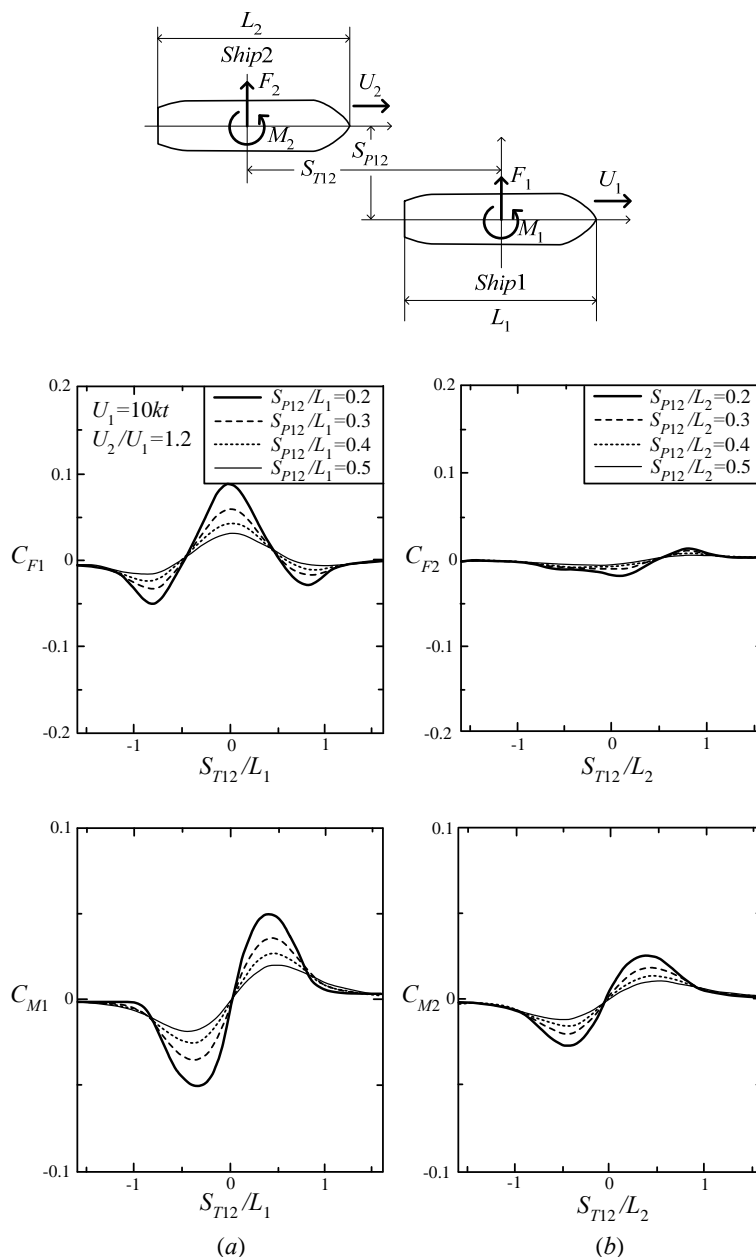 L2
Ship2
F2
U2
M2
SP12
ST12
F1
U1
M1
Ship1
L1
0.2
0.1
0
-0.1
-0.2
CF1
U1=10kt
U2/U1=1.2
SP12/L1=0.2
SP12/L1=0.3
SP12/L1=0.4
SP12/L1=0.5
-1 0 1
ST12/L1
0.2
0.1
0
-0.1
-0.2
CF2
SP12/L2=0.2
SP12/L2=0.3
SP12/L2=0.4
SP12/L2=0.5
-1 0 1
ST12/L2
0.1
0
-0.1
CM1
-1 0 1
ST12/L1
(a)
0.1
0
-0.1
CM2
-1 0 1
ST12/L2
(b)